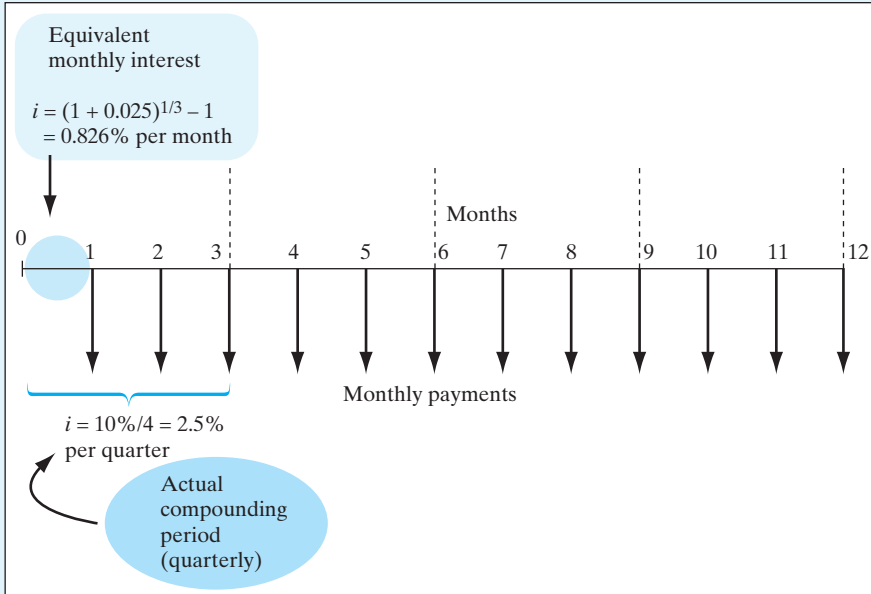 Equivalent
monthly interest
i = (1 + 0.025)^1/3 – 1
= 0.826% per month
Months
0 1 2 3 4 5 6 7 8 9 10 11 12
Monthly payments
i = 10%/4 = 2.5%
per quarter
Actual
compounding
period
(quarterly)